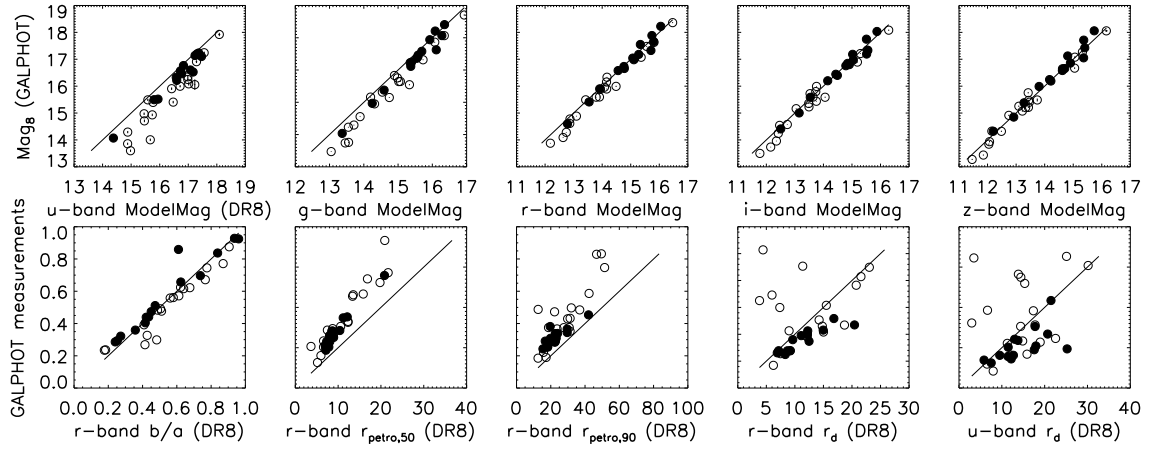 Mag8 (GALPHOT)
19
18
17
16
15
14
13
13 14 15 16 17 18 19
12 13 14 15 16 17
11 12 13 14 15 16 17
11 12 13 14 15 16 17
11 12 13 14 15 16 17
u-band ModelMag (DR8)
g-band ModelMag
r-band ModelMag
i-band ModelMag
z-band ModelMag
GALPHOT measurements
1.0
0.8
0.6
0.4
0.2
0.0
0.0 0.2 0.4 0.6 0.8 1.0
0 10 20 30 40
0 20 40 60 80 100
0 5 10 15 20 25 30
0 10 20 30 40
r-band b/a (DR8)
r-band rpetro,50 (DR8)
r-band rpetro,90 (DR8)
r-band rd (DR8)
u-band rd (DR8)